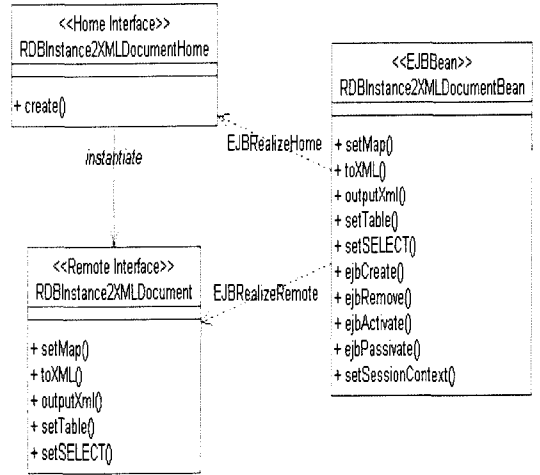 <<Home Interface>>
RDBInstance2XMLDocumentHome
+ create()
instantiate
EJBRealizeHome
<<EJBBean>>
RDBInstance2XMLDocumentBean
+ setMap()
+ toXML()
+ outputXml()
+ setTable()
+ setSELECT()
+ ejbCreate()
+ ejbRemove()
+ ejbActivate()
+ ejbPassivate()
+ setSessionContext()
<<Remote Interface>>
RDBInstance2XMLDocument
EJBRealizeRemote
+ setMap()
+ toXML()
+ outputXml()
+ setTable()
+ setSELECT()